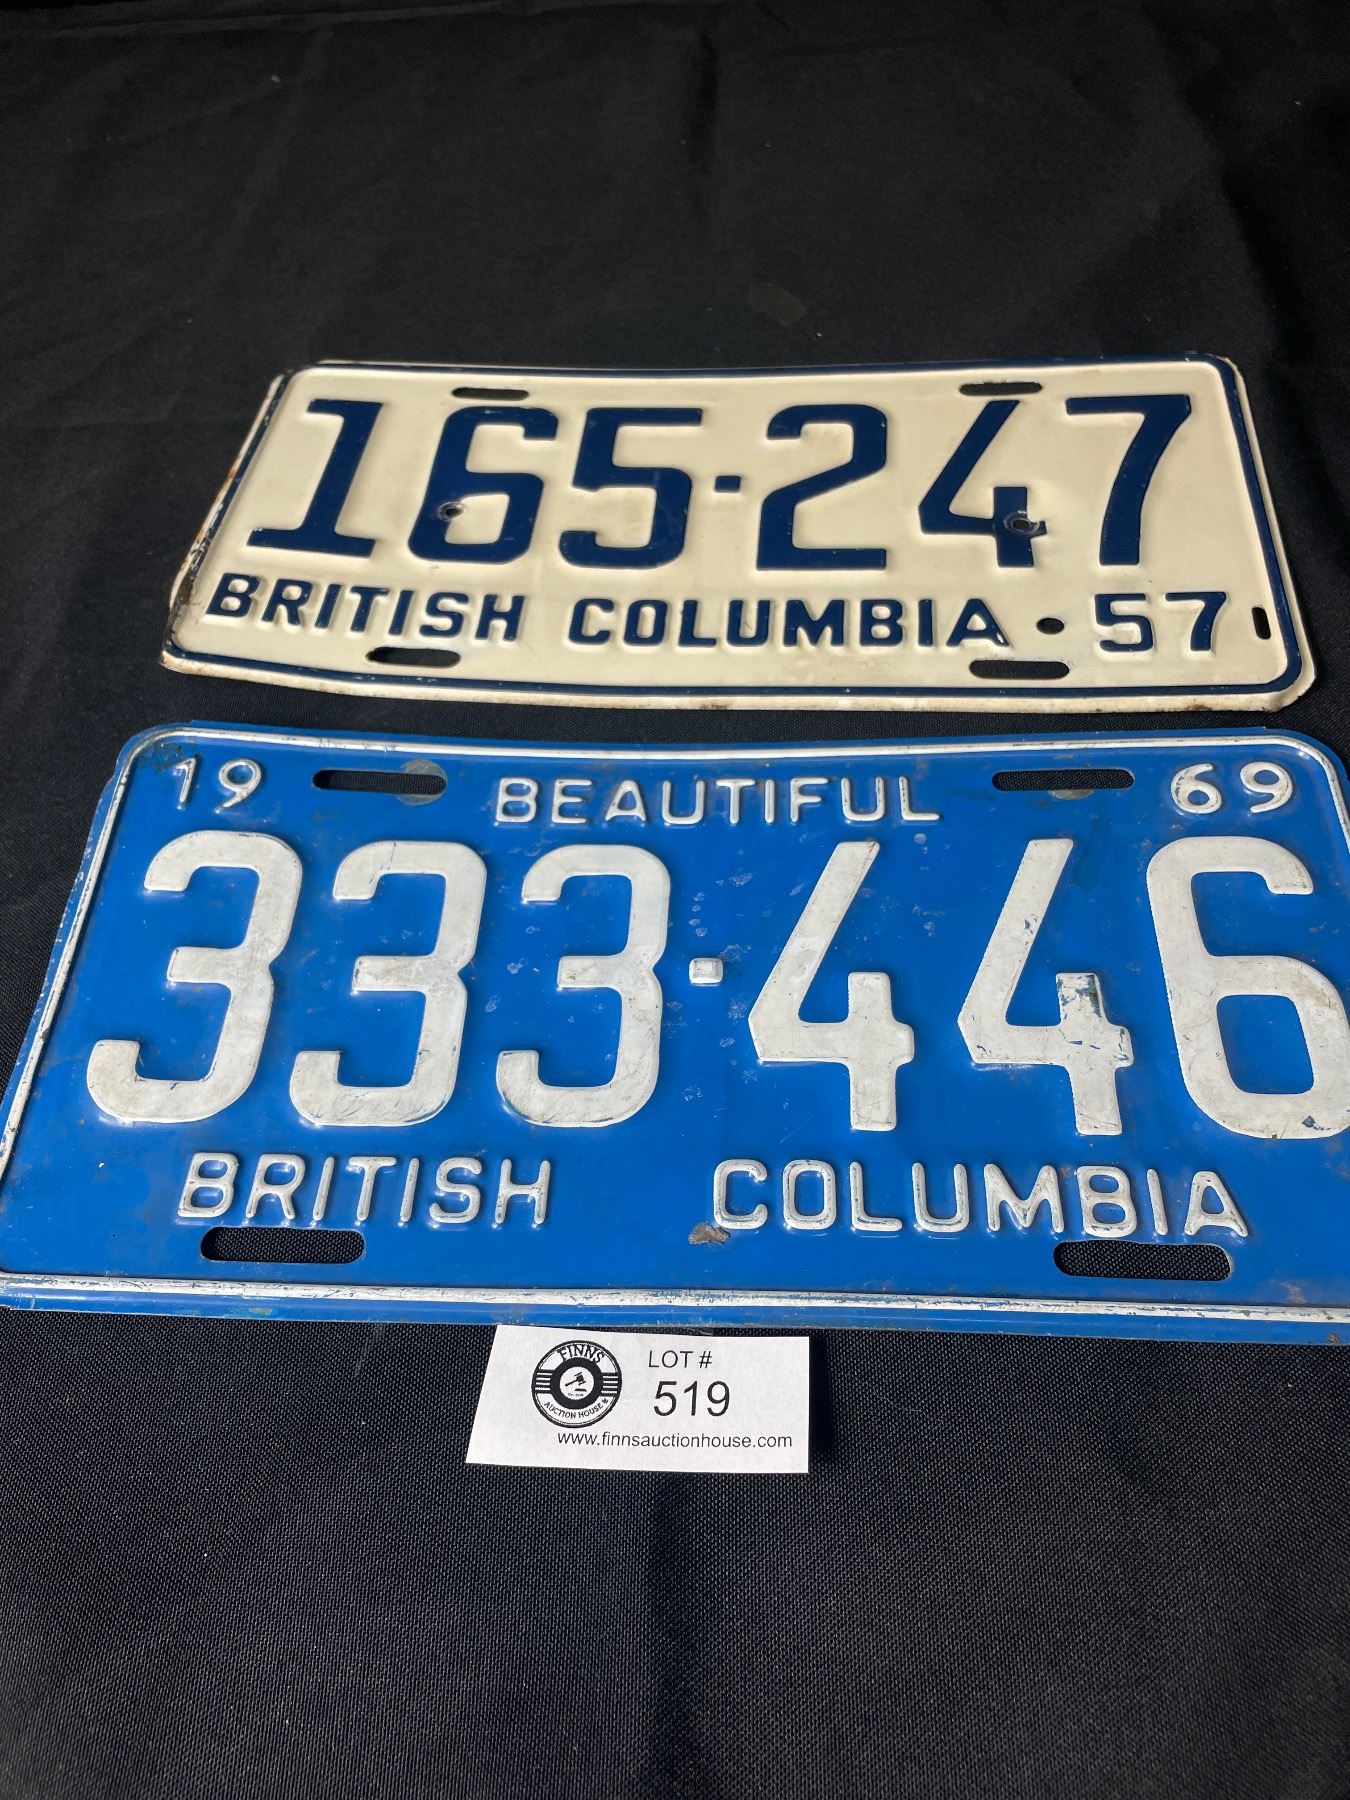 165-247
BRITISH COLUMBIA • 57
19 BEAUTIFUL 69
333-446
BRITISH COLUMBIA
FINNS
AUCTION HOUSE
LOT #
519
www.finnsauctionhouse.com